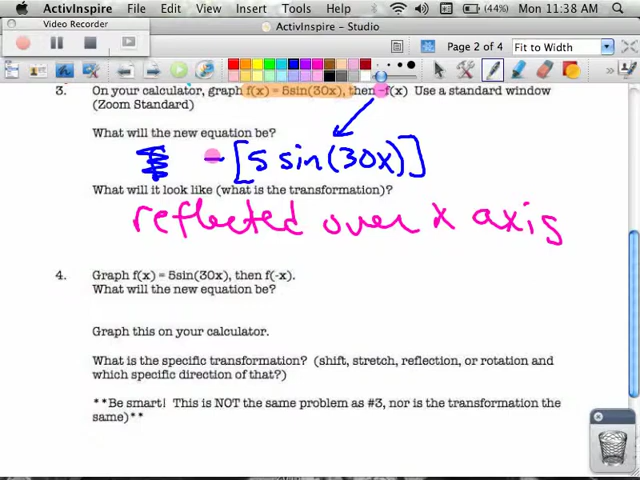 ActivInspire File Edit View Insert Tools Help (44%) Mon 11:38 AM
Video Recorder
ActivInspire - Studio
Page 2 of 4 Fit to Width
3. On your calculator, graph f(x) = 5sin(30x), then -f(x) Use a standard window
(Zoom Standard)
What will the new equation be?
-[5 sin(30x)]
What will it look like (what is the transformation)?
reflected over x axis
4. Graph f(x) = 5sin(30x), then f(-x).
What will the new equation be?
Graph this on your calculator.
What is the specific transformation? (shift, stretch, reflection, or rotation and
which specific direction of that?)
**Be smart! This is NOT the same problem as #3, nor is the transformation the
same)**